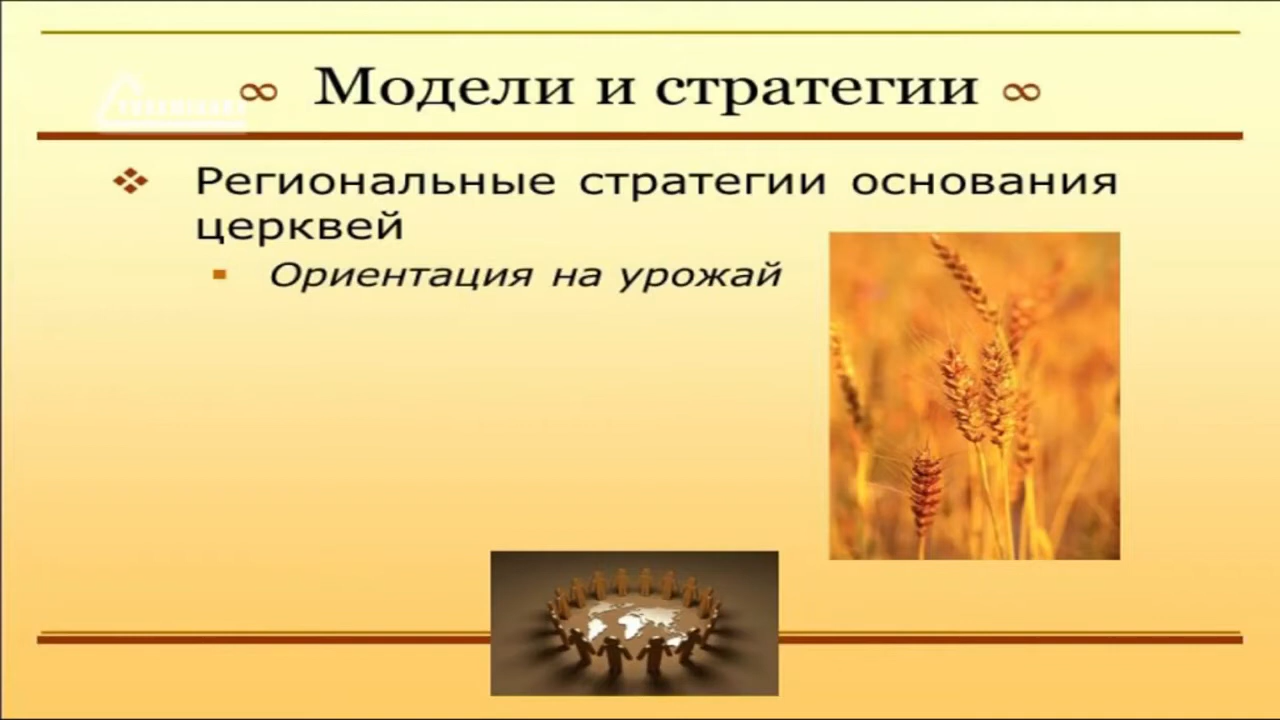 ∞ Модели и стратегии ∞
Региональные стратегии основания
церквей
Ориентация на урожай